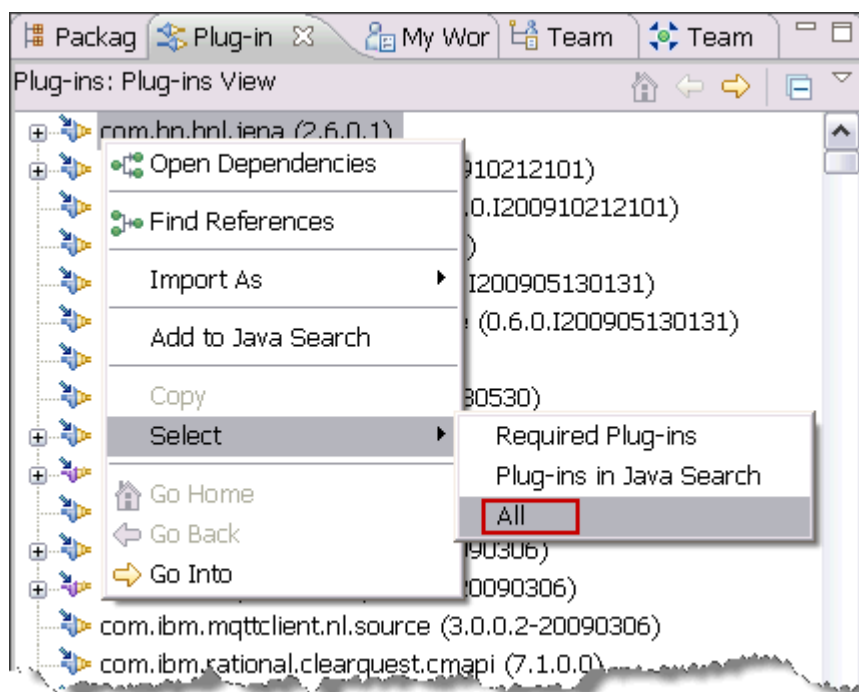 Packag Plug-in My Wor Team Team
Plug-ins: Plug-ins View
com.hp.hpl.jena (2.6.0.1)
Open Dependencies
910212101)
.0.I200910212101)
Find References
)
Import As
I200905130131)
(0.6.0.I200905130131)
Add to Java Search
Copy
30530)
Select
Required Plug-ins
Plug-ins in Java Search
Go Home
All
Go Back
90306)
Go Into
20090306)
com.ibm.mqttclient.nl.source (3.0.0.2-20090306)
com.ibm.rational.clearquest.cmapi (7.1.0.0)